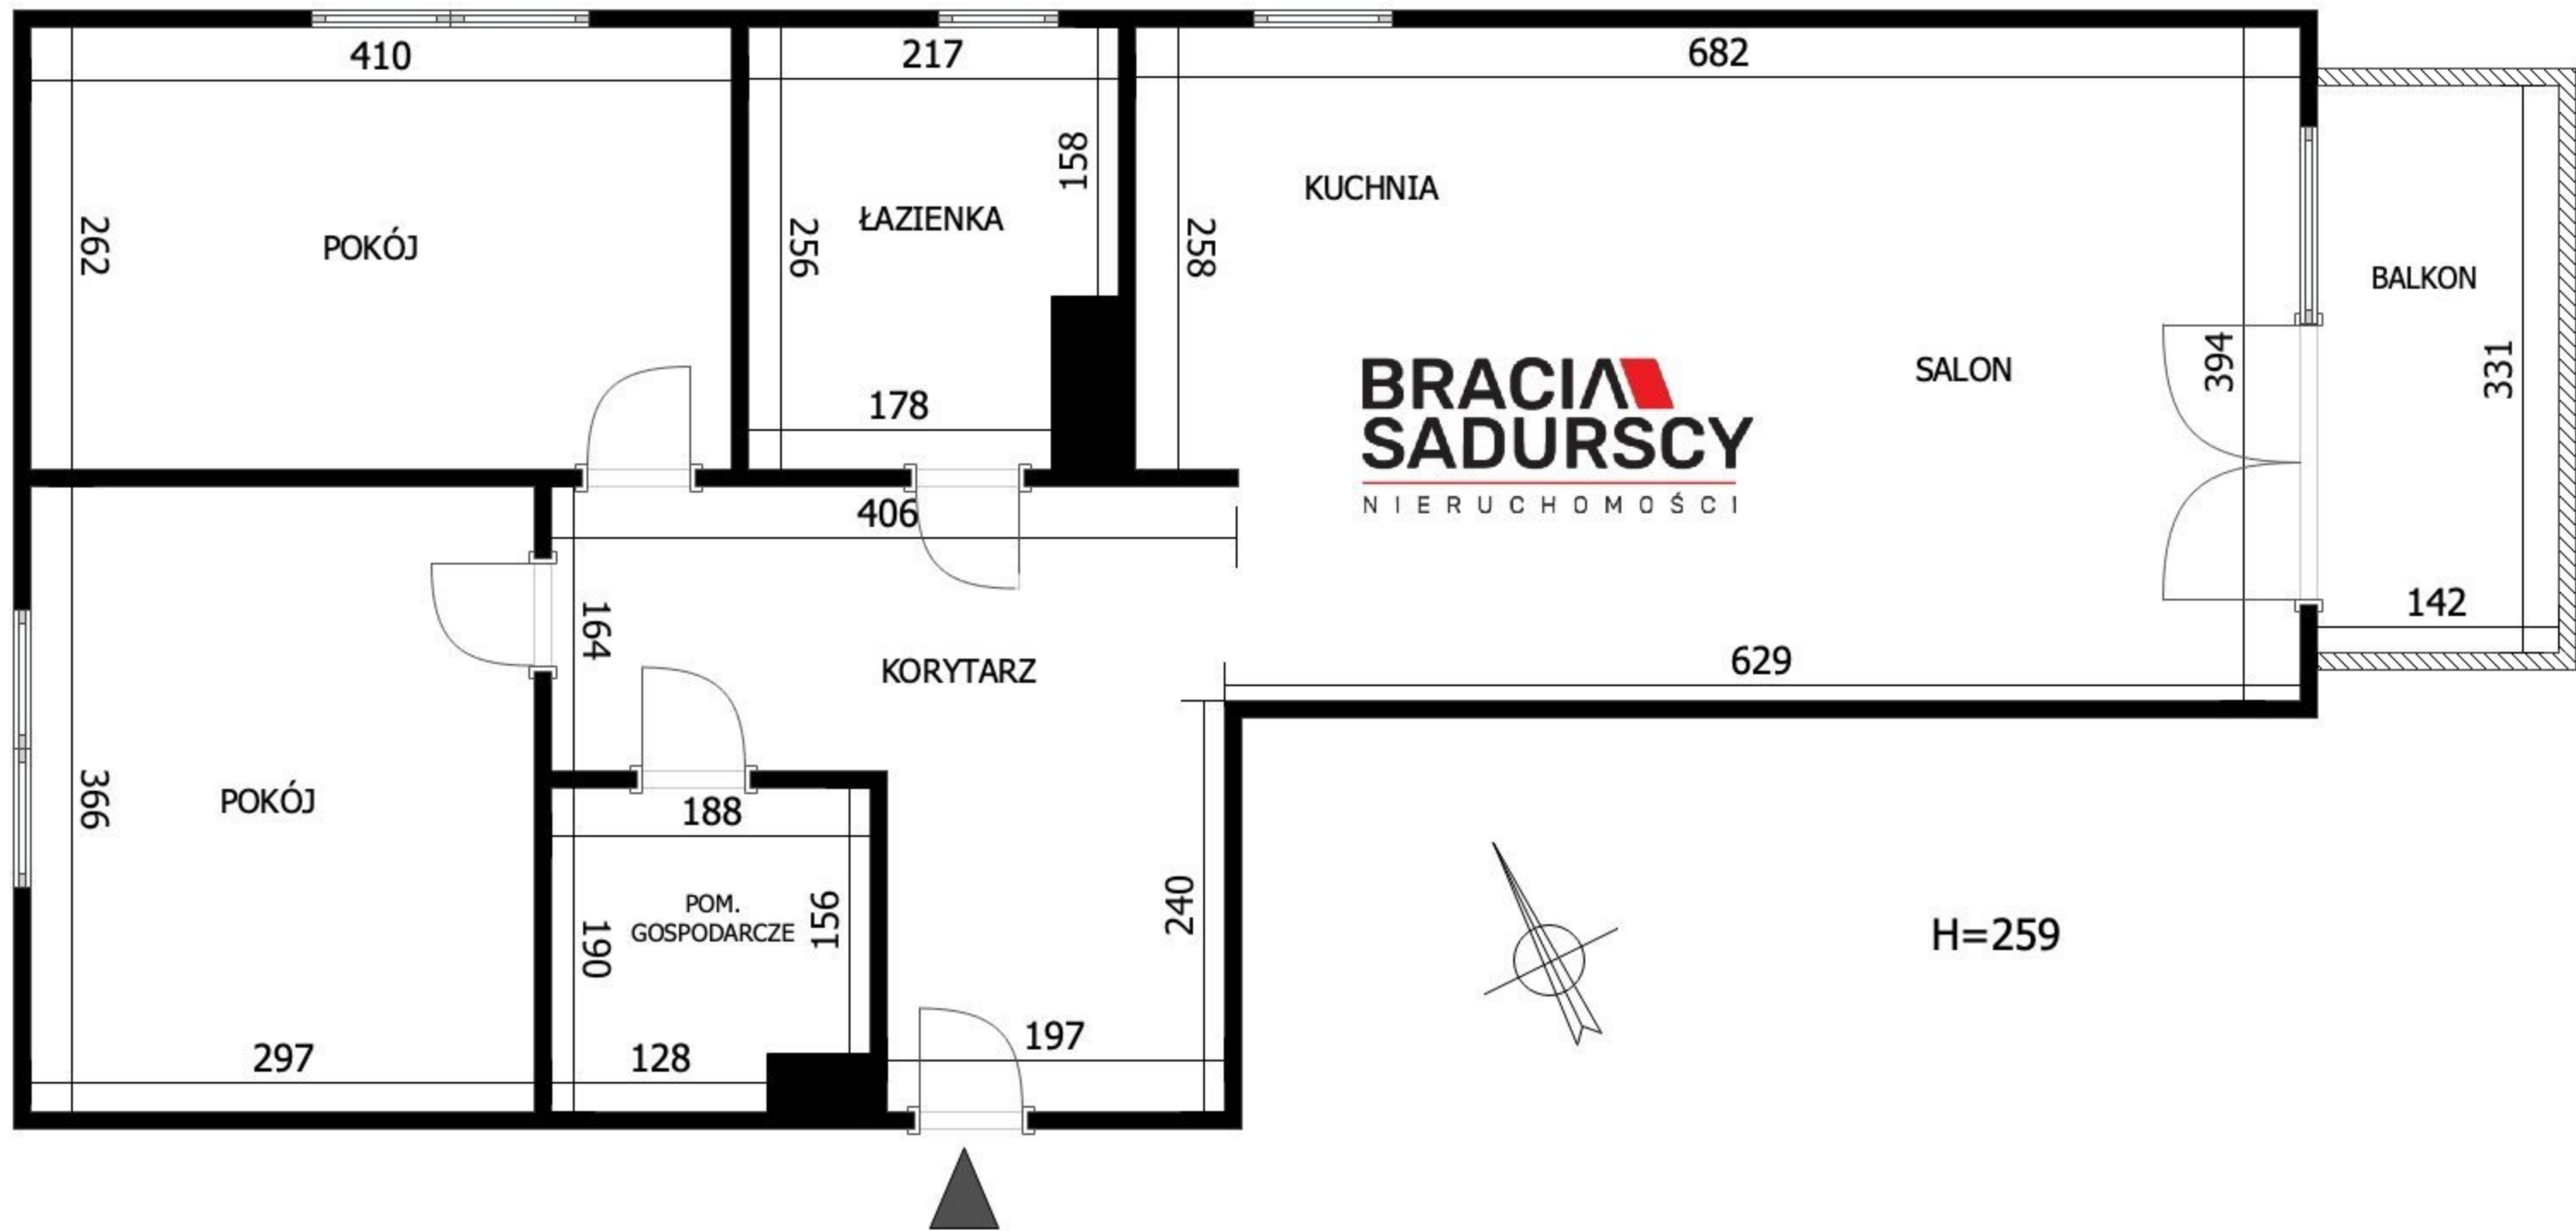 410
217
682
158
KUCHNIA
262
POKÓJ
256
ŁAZIENKA
258
BALKON
BRACIA
SADURSCY
NIERUCHOMOŚCI
SALON
394
331
178
406
142
164
KORYTARZ
629
366
POKÓJ
188
POM.
GOSPODARCZE
156
190
240
H=259
297
128
197